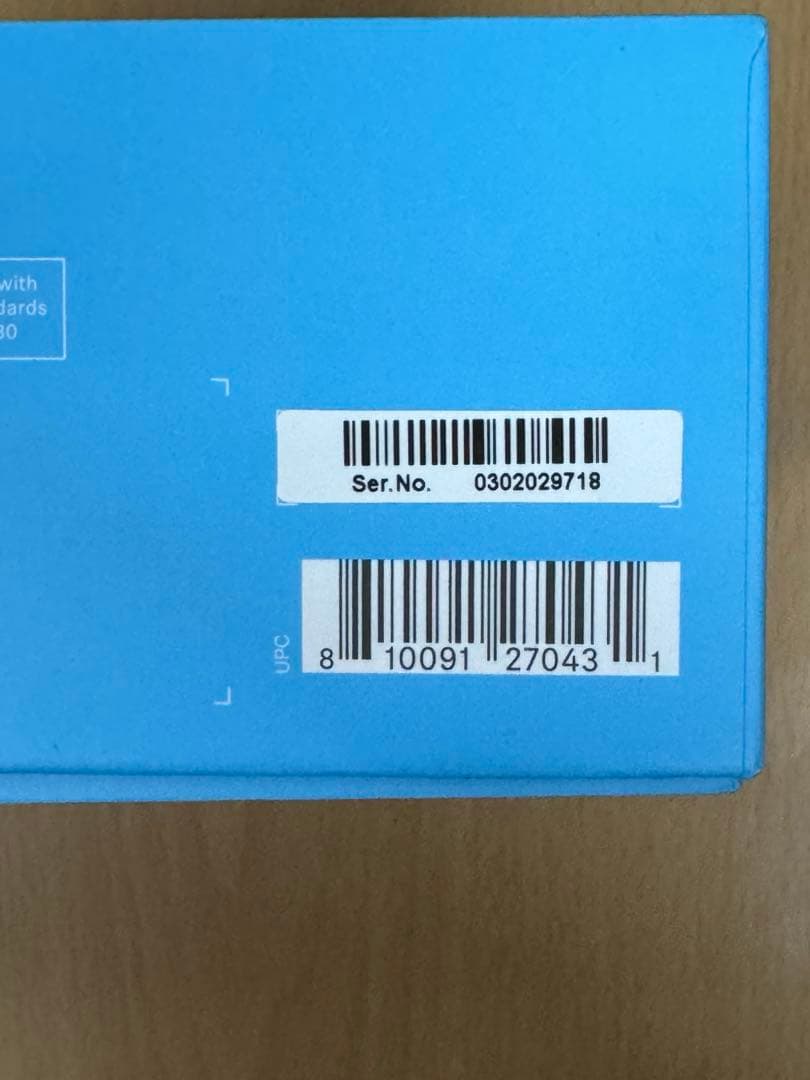 with
dards
30
Ser.No. 0302029718
UPC
8 10091 27043 1